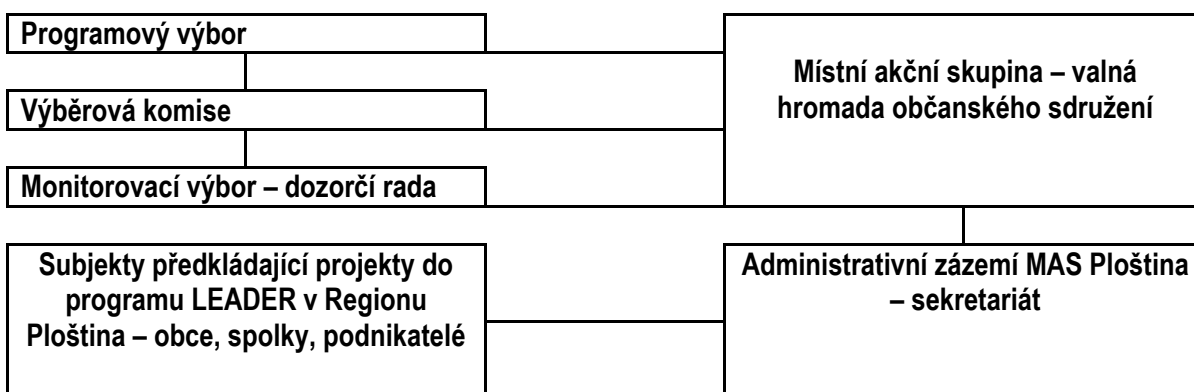 Programový výbor
Místní akční skupina – valná
hromada občanského sdružení
Výběrová komise
Monitorovací výbor – dozorčí rada
Subjekty předkládající projekty do
programu LEADER v Regionu
Ploština – obce, spolky, podnikatelé
Administrativní zázemí MAS Ploština
– sekretariát